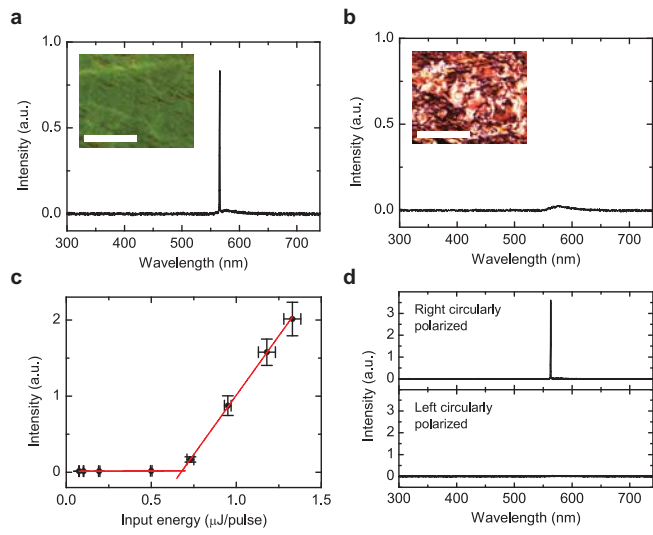 a
1.0
0.5
0.0
Intensity (a.u.)
300 400 500 600 700
Wavelength (nm)
b
1.0
0.5
0.0
Intensity (a.u.)
300 400 500 600 700
Wavelength (nm)
c
2
1
0
Intensity (a.u.)
0.0 0.5 1.0 1.5
Input energy (μJ/pulse)
d
Right circularly
polarized
3
2
1
0
Left circularly
polarized
3
2
1
0
Intensity (a.u.)
300 400 500 600 700
Wavelength (nm)